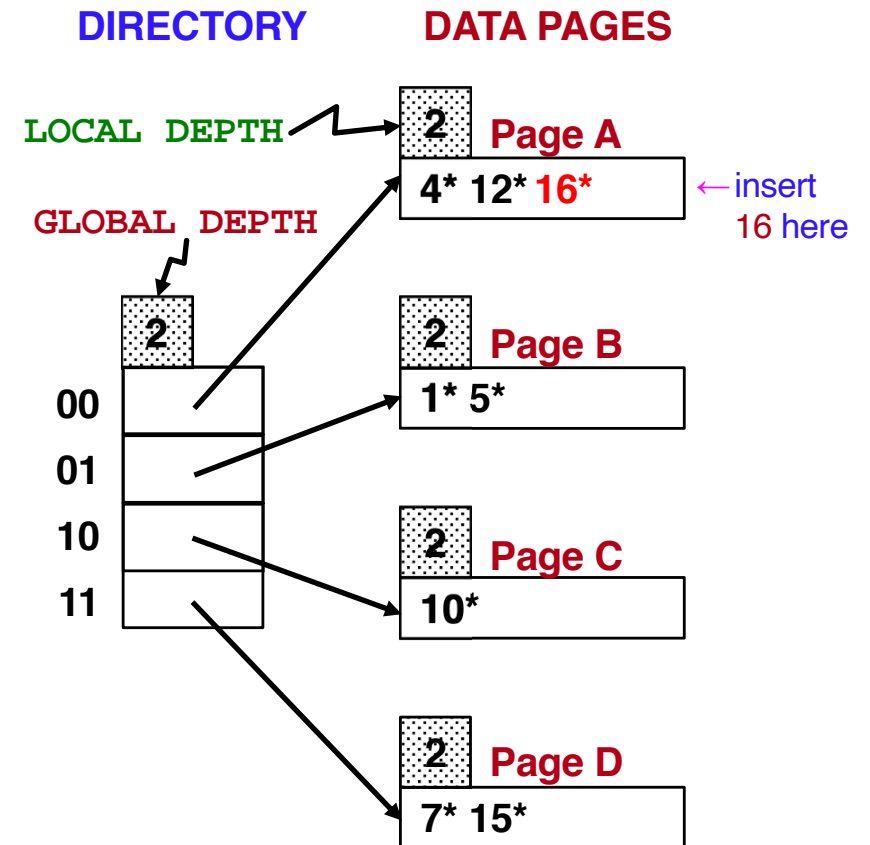 DIRECTORY
DATA PAGES
LOCAL DEPTH
2
Page A
4* 12* 16*
←insert
16 here
GLOBAL DEPTH
2
00
01
10
11
2
Page B
1* 5*
2
Page C
10*
2
Page D
7* 15*